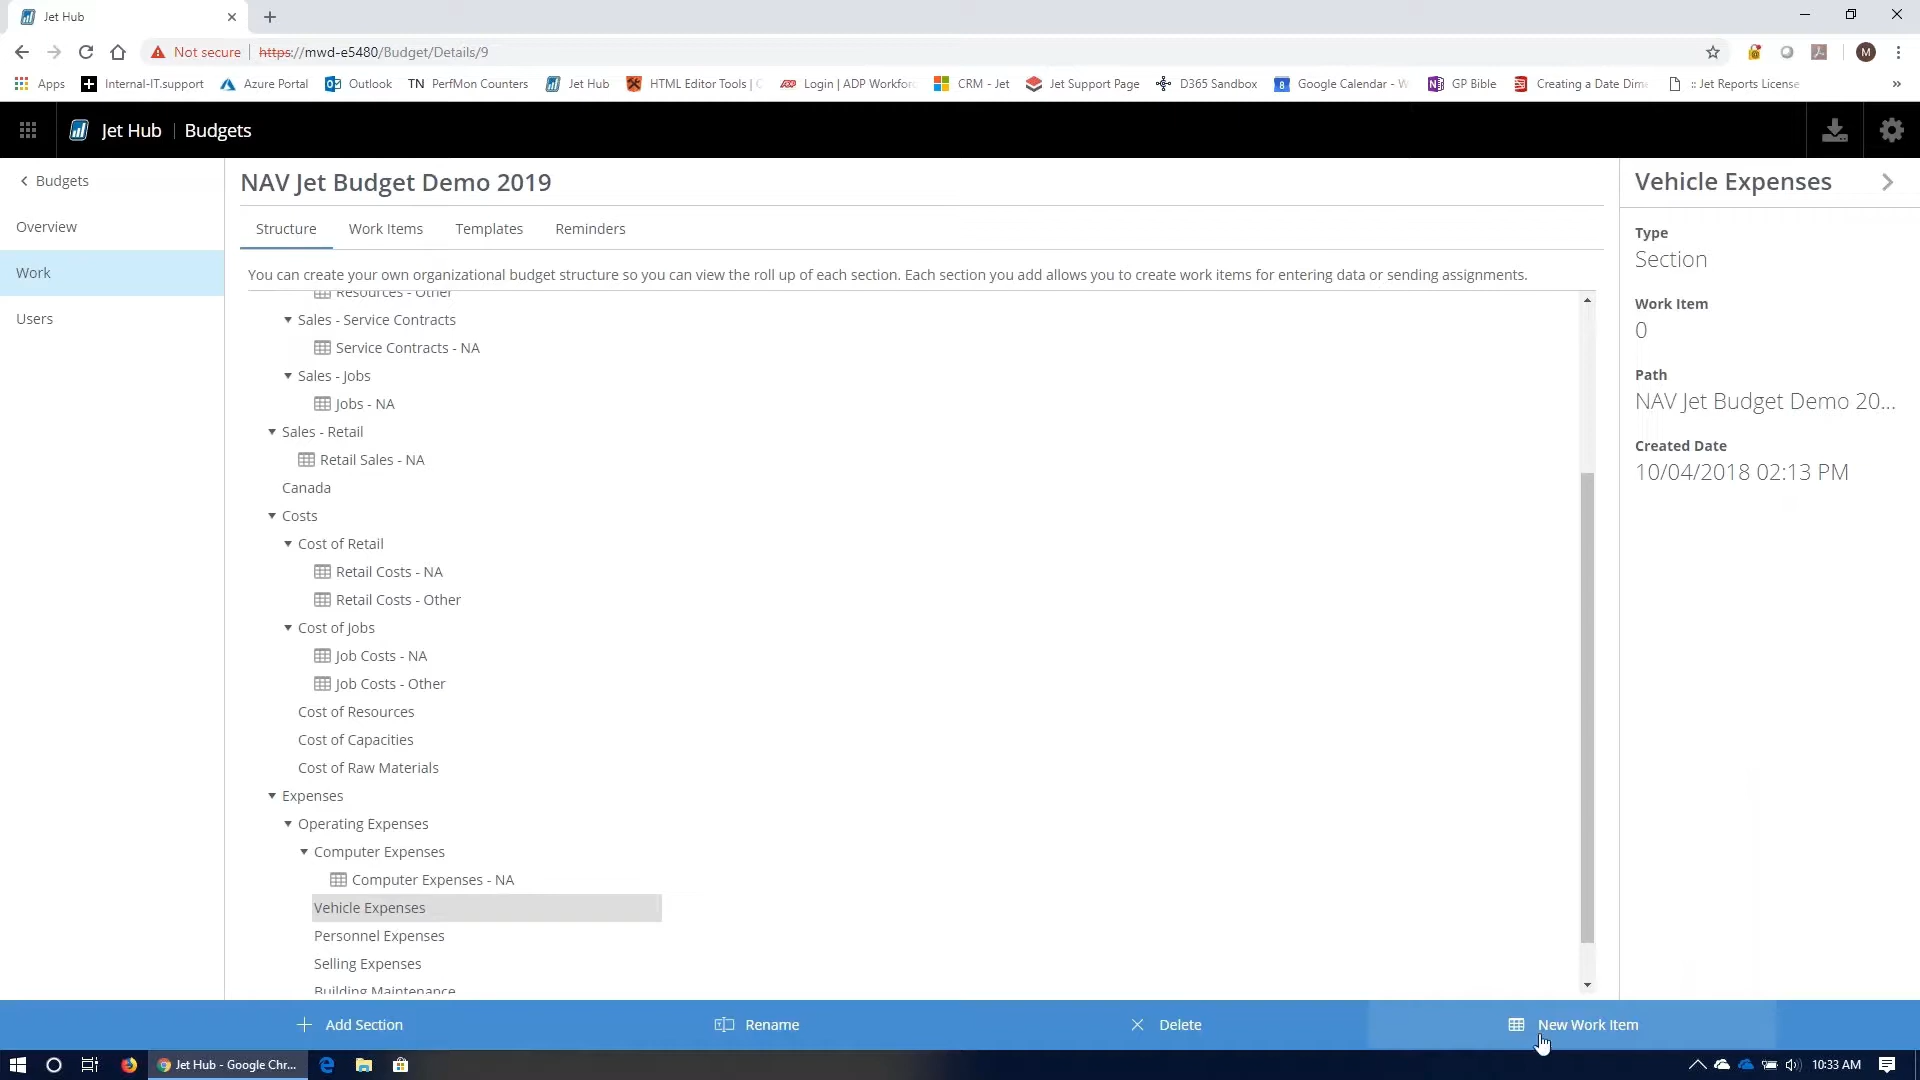 Jet Hub
Not secure https://mwd-e5480/Budget/Details/9
M
Apps Internal-IT.support Azure Portal Outlook TN PerfMon Counters Jet Hub HTML Editor Tools | C Login | ADP Workforc CRM - Jet Jet Support Page D365 Sandbox Google Calendar - W GP Bible Creating a Date Dime :: Jet Reports License »
Jet Hub | Budgets
Budgets
Overview
Work
Users
NAV Jet Budget Demo 2019
Structure Work Items Templates Reminders
You can create your own organizational budget structure so you can view the roll up of each section. Each section you add allows you to create work items for entering data or sending assignments.
Resources - Other
Sales - Service Contracts
Service Contracts - NA
Sales - Jobs
Jobs - NA
Sales - Retail
Retail Sales - NA
Canada
Costs
Cost of Retail
Retail Costs - NA
Retail Costs - Other
Cost of Jobs
Job Costs - NA
Job Costs - Other
Cost of Resources
Cost of Capacities
Cost of Raw Materials
Expenses
Operating Expenses
Computer Expenses
Computer Expenses - NA
Vehicle Expenses
Personnel Expenses
Selling Expenses
Building Maintenance
Vehicle Expenses
Type
Section
Work Item
0
Path
NAV Jet Budget Demo 20...
Created Date
10/04/2018 02:13 PM
Add Section Rename Delete New Work Item
Jet Hub - Google Chr... 10:33 AM